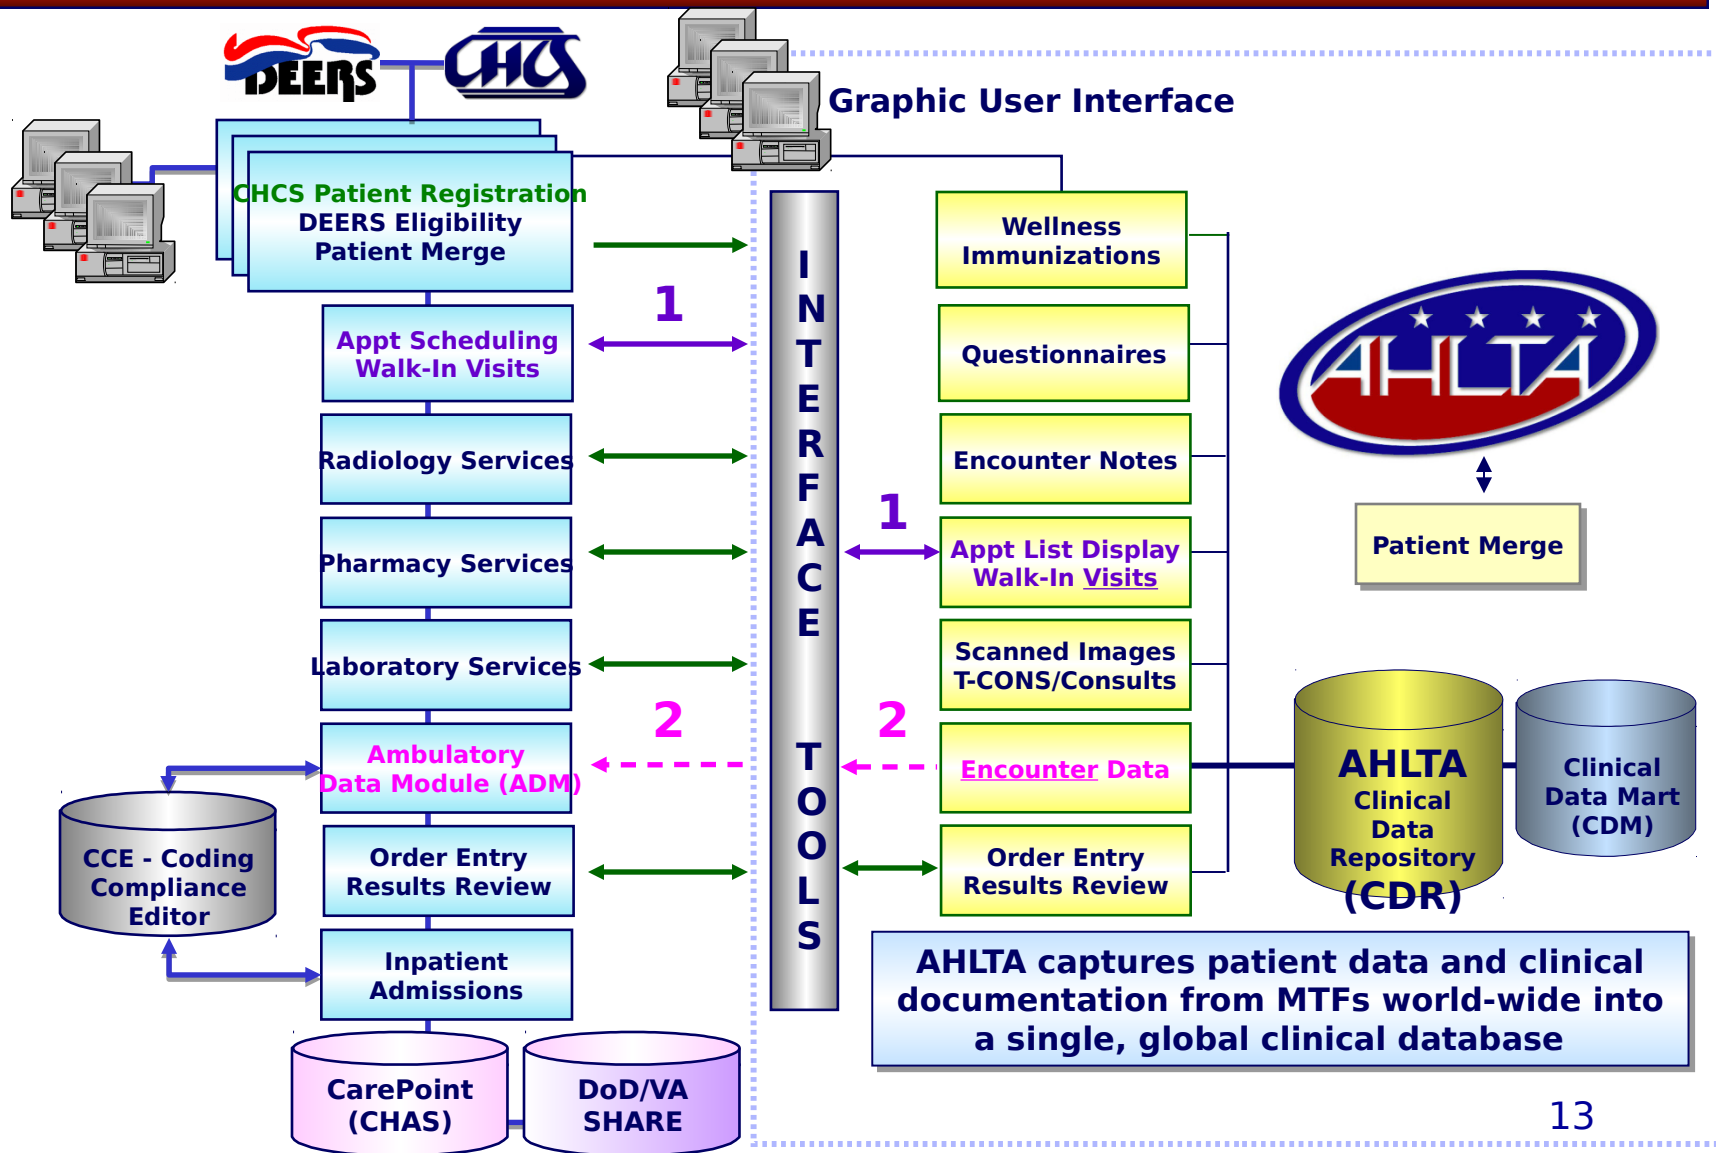 DEERS
CHCS
Graphic User Interface
CHCS Patient Registration
DEERS Eligibility
Patient Merge
1
Appt Scheduling
Walk-In Visits
Radiology Services
Pharmacy Services
Laboratory Services
2
Ambulatory
Data Module (ADM)
CCE - Coding
Compliance
Editor
Order Entry
Results Review
Inpatient
Admissions
CarePoint
(CHAS)
DoD/VA
SHARE
INTERFACE
TOOLS
Wellness
Immunizations
Questionnaires
Encounter Notes
1
Appt List Display
Walk-In Visits
Scanned Images
T-CONS/Consults
2
Encounter Data
Order Entry
Results Review
AHLTA
Patient Merge
AHLTA
Clinical
Data
Repository
(CDR)
Clinical
Data Mart
(CDM)
AHLTA captures patient data and clinical
documentation from MTFs world-wide into
a single, global clinical database
13